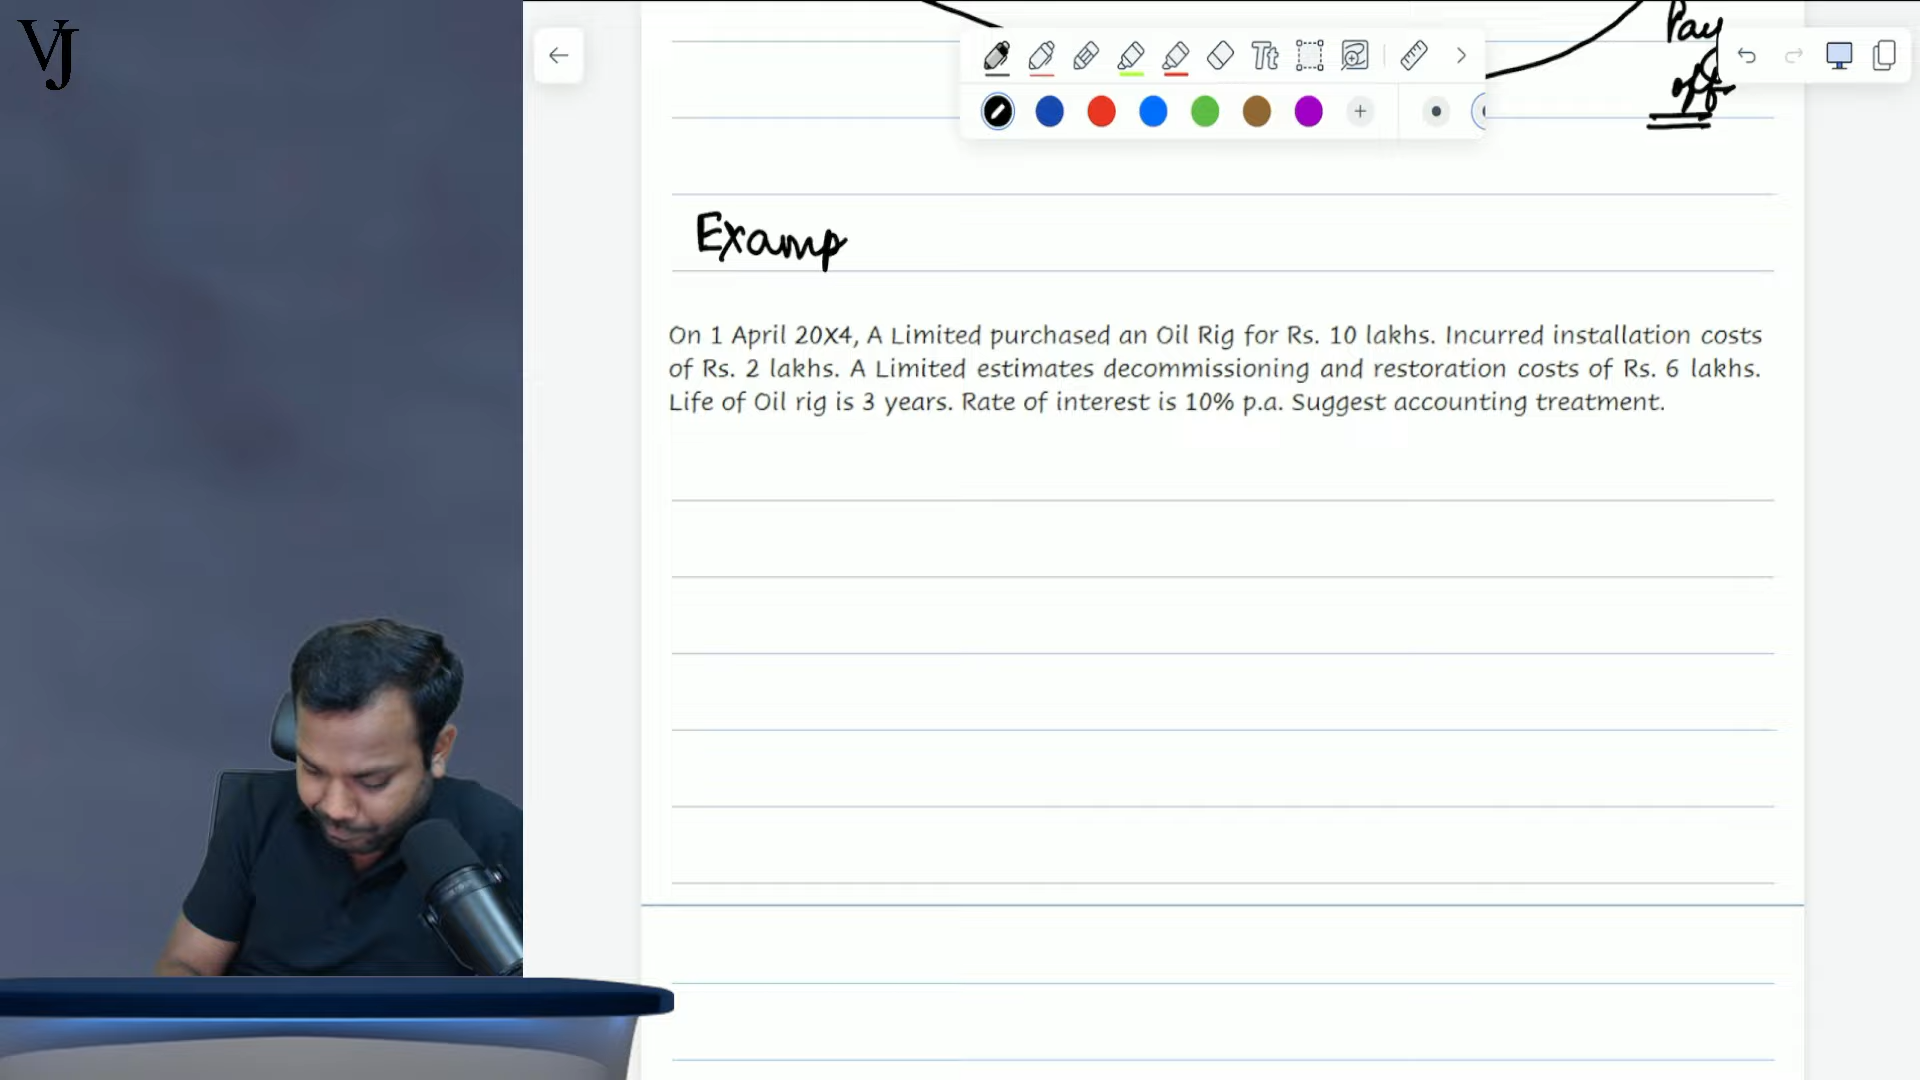 VJ
Pay
off
Tt
Examp
On 1 April 20X4, A Limited purchased an Oil Rig for Rs. 10 lakhs. Incurred installation costs
of Rs. 2 lakhs. A Limited estimates decommissioning and restoration costs of Rs. 6 lakhs.
Life of Oil rig is 3 years. Rate of interest is 10% p.a. Suggest accounting treatment.